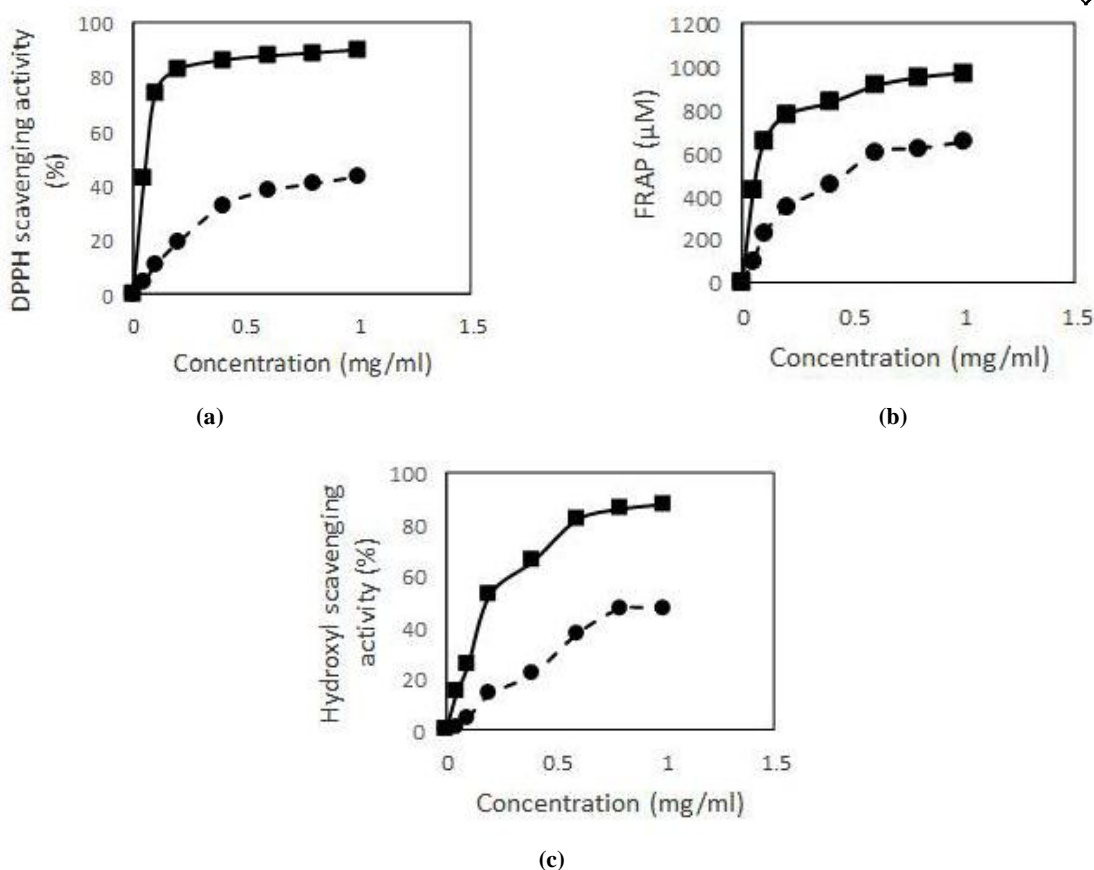 100
80
60
40
20
0
DPPH scavenging activity
(%)
0 0.5 1 1.5
Concentration (mg/ml)
(a)
1200
1000
800
600
400
200
0
FRAP (µM)
0 0.5 1 1.5
Concentration (mg/ml)
(b)
100
80
60
40
20
0
Hydroxyl scavenging
activity (%)
0 0.5 1 1.5
Concentration (mg/ml)
(c)